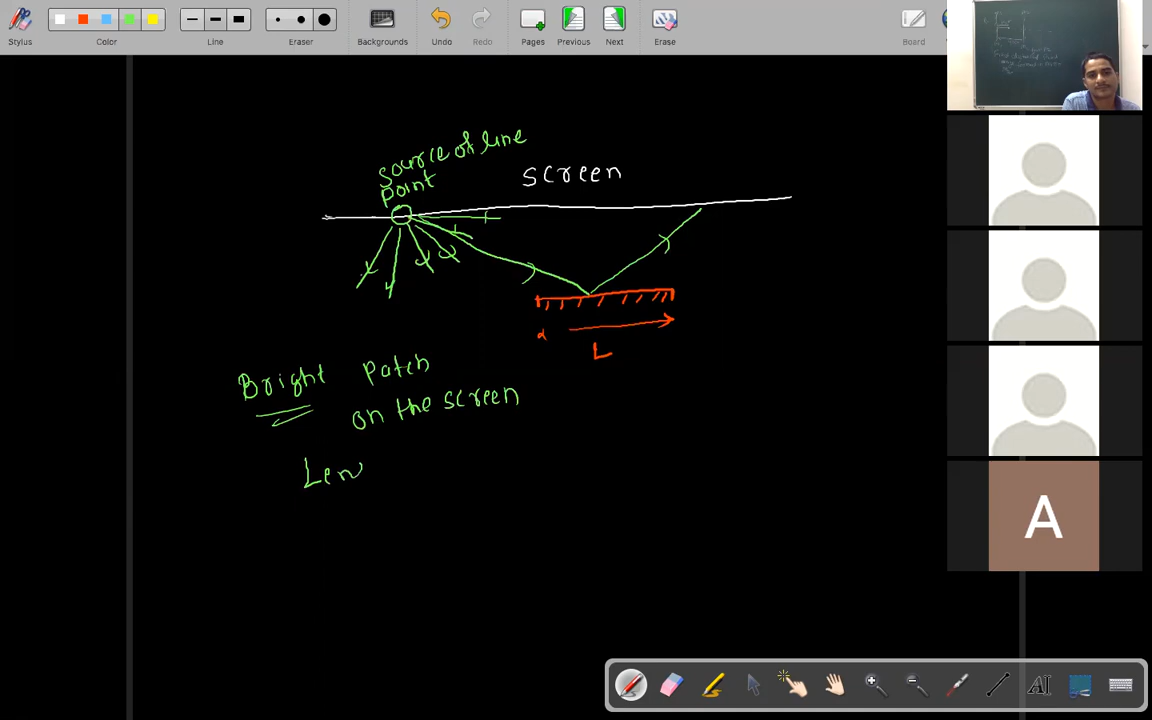 Stylus
Color
Line
Eraser
Backgrounds
Undo
Redo
Pages
Previous
Next
Erase
Board
source of line
point
screen
L
Bright Patch
on the screen
Len
A
AI